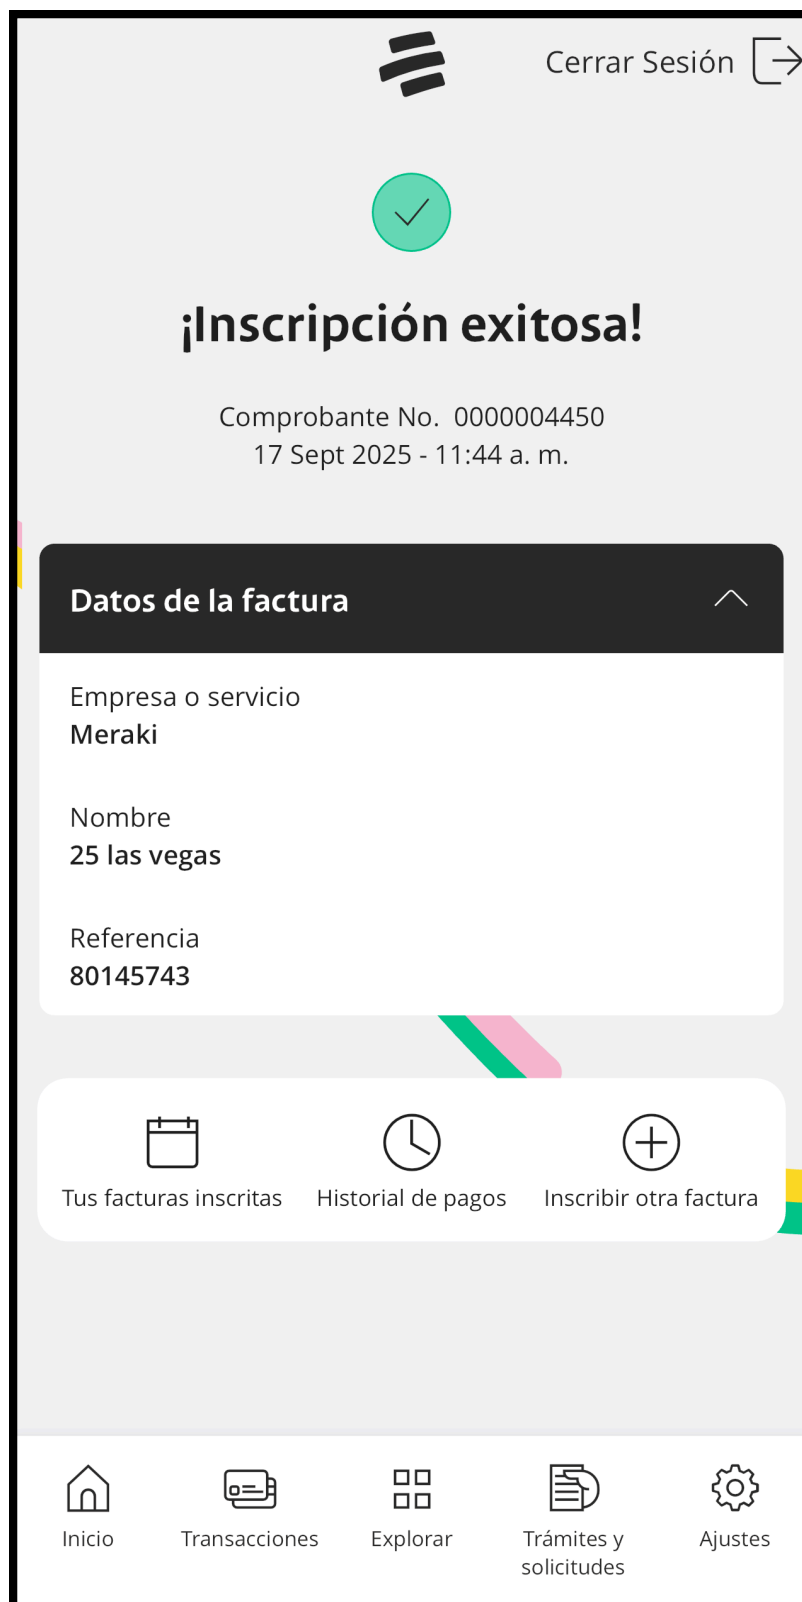 Cerrar Sesión
¡Inscripción exitosa!
Comprobante No. 0000004450
17 Sept 2025 - 11:44 a. m.
Datos de la factura
Empresa o servicio
Meraki
Nombre
25 las vegas
Referencia
80145743
Tus facturas inscritas
Historial de pagos
Inscribir otra factura
Inicio
Transacciones
Explorar
Trámites y
solicitudes
Ajustes